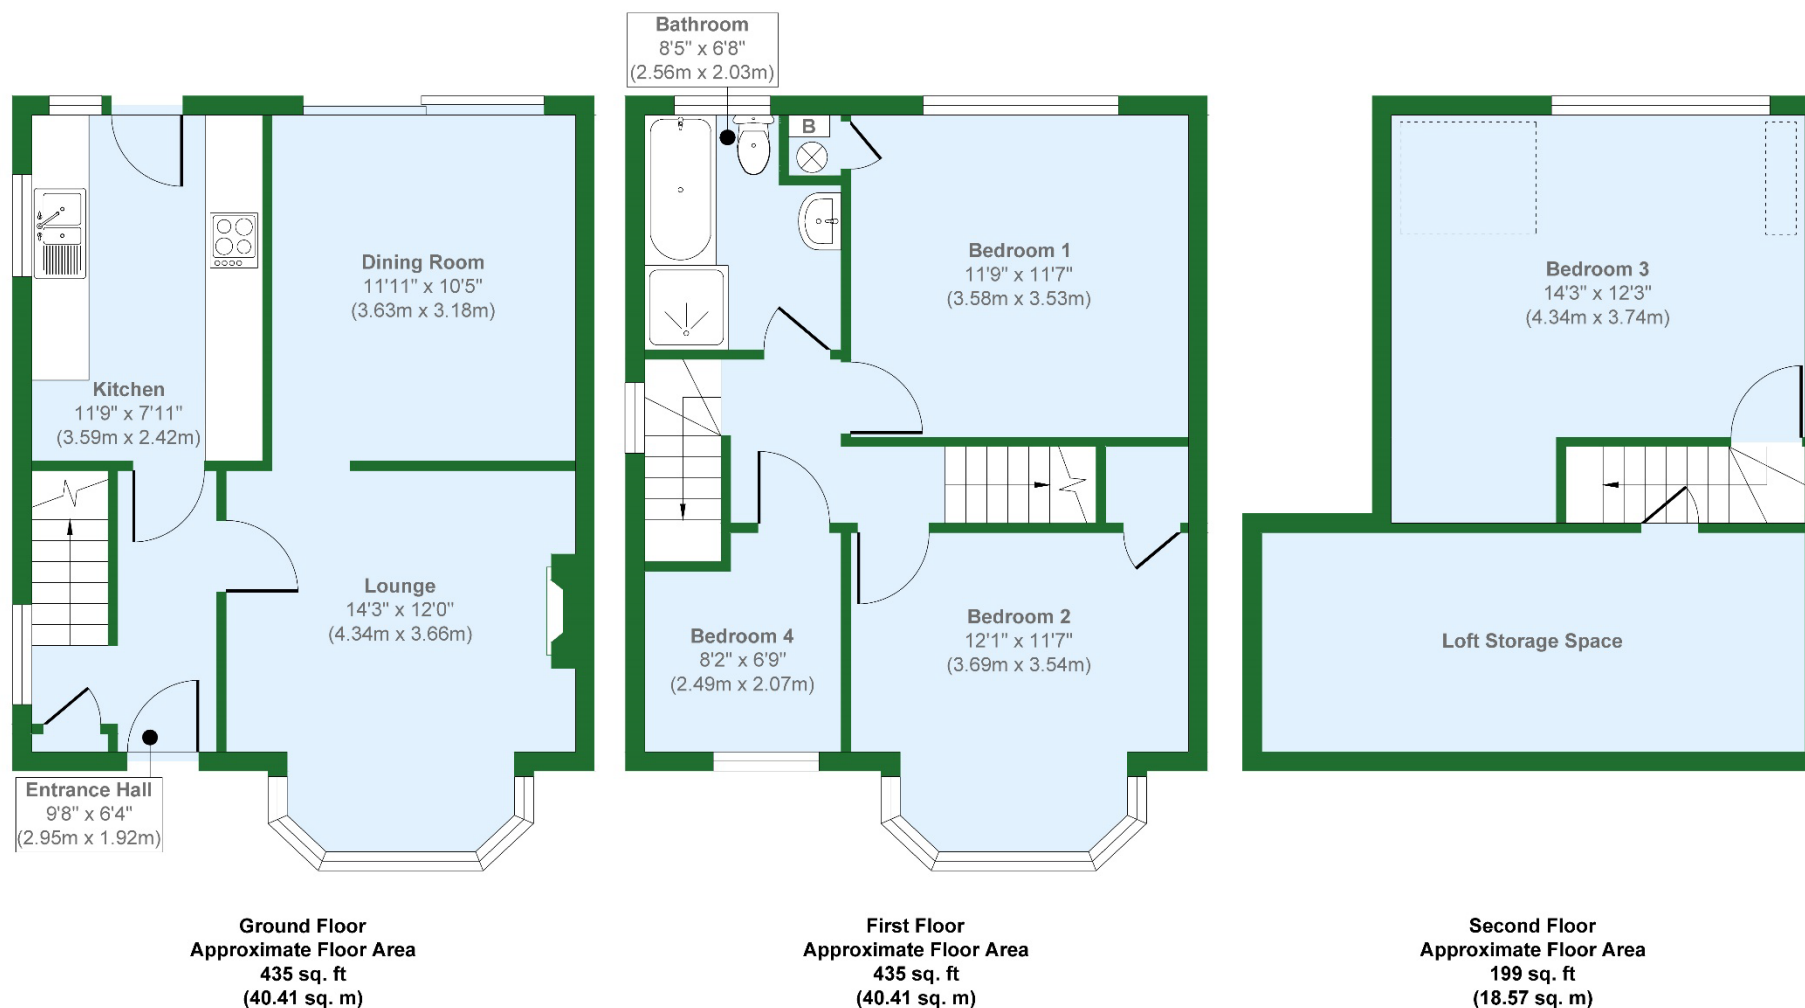 Bathroom
8'5" x 6'8"
(2.56m x 2.03m)
B
Dining Room
11'11" x 10'5"
(3.63m x 3.18m)
Kitchen
11'9" x 7'11"
(3.59m x 2.42m)
Lounge
14'3" x 12'0"
(4.34m x 3.66m)
Entrance Hall
9'8" x 6'4"
(2.95m x 1.92m)
Bedroom 1
11'9" x 11'7"
(3.58m x 3.53m)
Bedroom 4
8'2" x 6'9"
(2.49m x 2.07m)
Bedroom 2
12'1" x 11'7"
(3.69m x 3.54m)
Bedroom 3
14'3" x 12'3"
(4.34m x 3.74m)
Loft Storage Space
Ground Floor
Approximate Floor Area
435 sq. ft
(40.41 sq. m)
First Floor
Approximate Floor Area
435 sq. ft
(40.41 sq. m)
Second Floor
Approximate Floor Area
199 sq. ft
(18.57 sq. m)